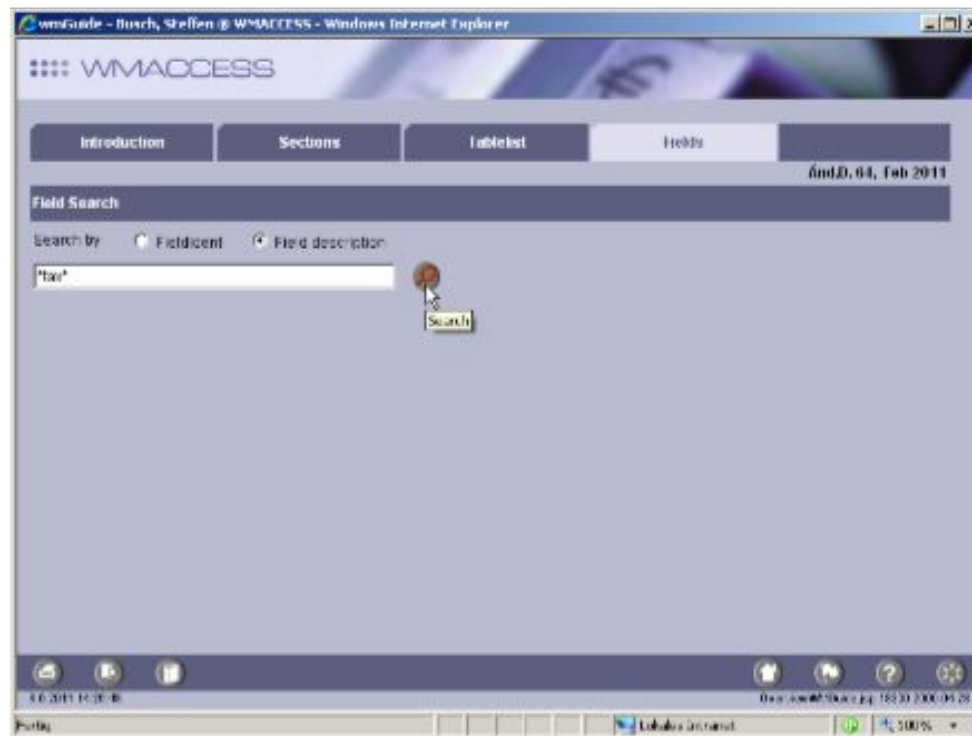 wmGuide - Busch, Steffen @ WMACCESS - Windows Internet Explorer
WMACCESS
Introduction Sections Tablelist Fields
Änd.D. 64, Feb 2011
Field Search
Search by Fieldident Field description
*tax*
Search
Fertig Lokales Intranet 100%